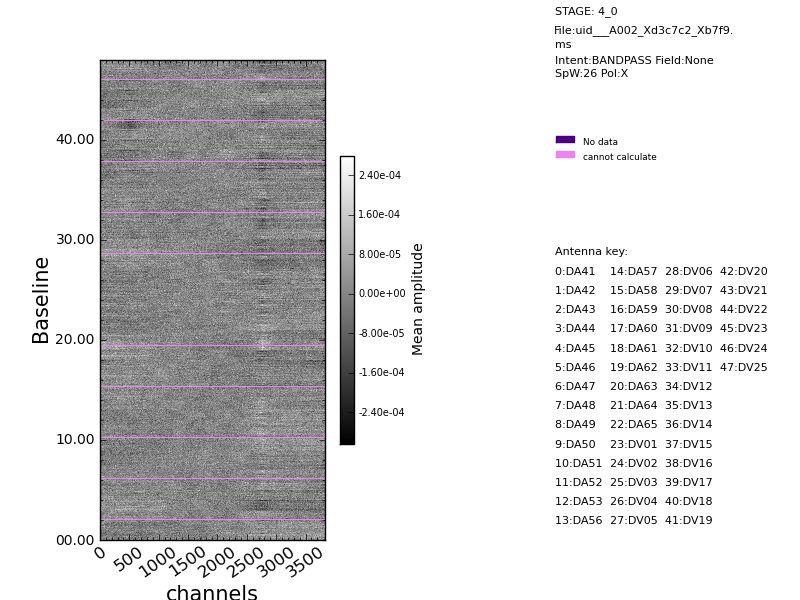 STAGE: 4_0
File:uid___A002_Xd3c7c2_Xb7f9.
ms
Intent:BANDPASS Field:None
SpW:26 Pol:X
No data
cannot calculate
40.00
30.00
20.00
10.00
00.00
Baseline
0 500 1000 1500 2000 2500 3000 3500
channels
2.40e-04
1.60e-04
8.00e-05
0.00e+00
-8.00e-05
-1.60e-04
-2.40e-04
Mean amplitude
Antenna key:
0:DA41 14:DA57 28:DV06 42:DV20
1:DA42 15:DA58 29:DV07 43:DV21
2:DA43 16:DA59 30:DV08 44:DV22
3:DA44 17:DA60 31:DV09 45:DV23
4:DA45 18:DA61 32:DV10 46:DV24
5:DA46 19:DA62 33:DV11 47:DV25
6:DA47 20:DA63 34:DV12
7:DA48 21:DA64 35:DV13
8:DA49 22:DA65 36:DV14
9:DA50 23:DV01 37:DV15
10:DA51 24:DV02 38:DV16
11:DA52 25:DV03 39:DV17
12:DA53 26:DV04 40:DV18
13:DA56 27:DV05 41:DV19